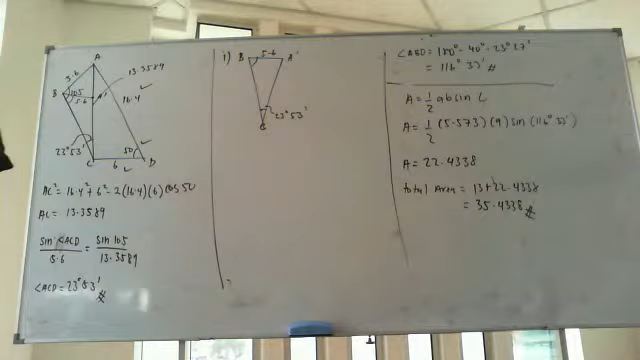 A
5.6
13.3589
B
105
5.6
A'
16.4
23°53'
50
C
6
D
AC² = 16.4² + 6² - 2(16.4)(6) cos 50
AC = 13.3589
sin ∠ACD = sin 105
5.6 13.3589
∠ACD = 23°53'
i) B 5.6 A'
23°53'
C
∠ABD = 180° - 40° - 23° 27'
= 116° 33'
A = 1/2 ab sin C
A = 1/2 (5.573)(9) sin (116° 33')
A = 22.4338
total Area = 13 + 22.4338
= 35.4338